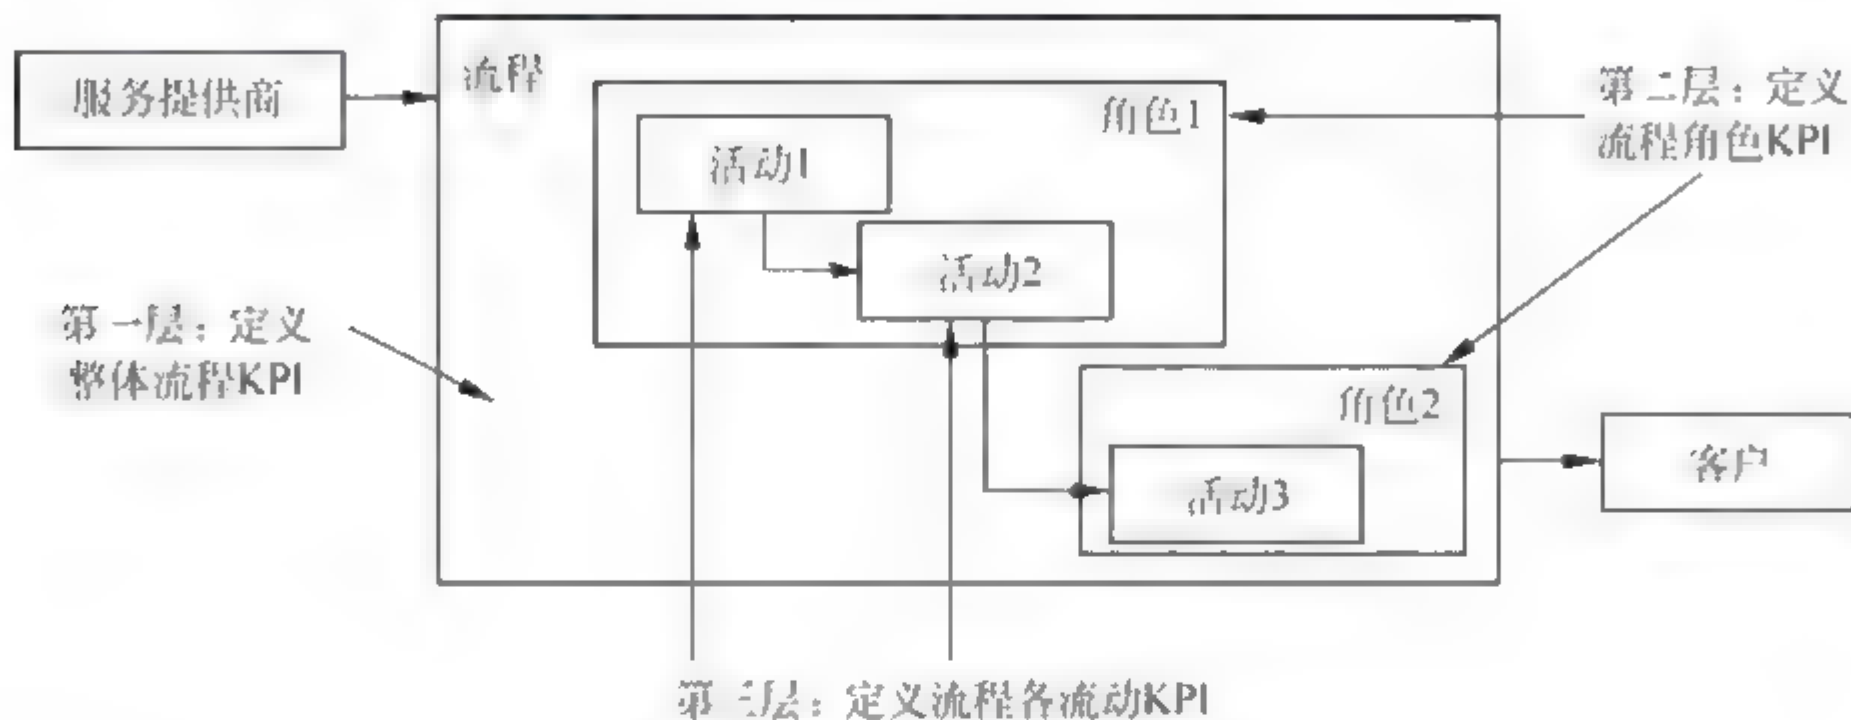 服务提供商
流程
角色1
活动1
活动2
第二层：定义
流程角色KPI
第一层：定义
整体流程KPI
角色2
活动3
客户
第三层：定义流程各流动KPI